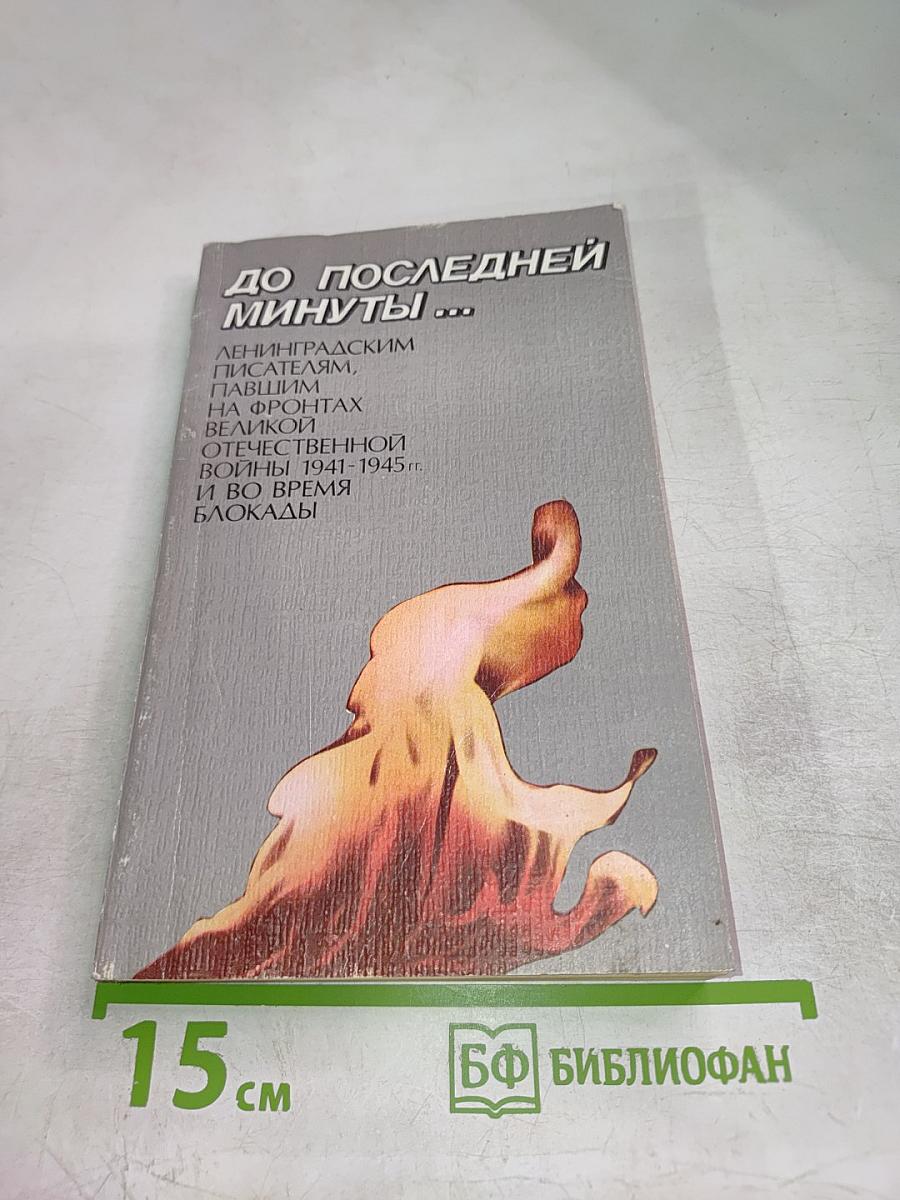 ДО ПОСЛЕДНЕЙ
МИНУТЫ...
ЛЕНИНГРАДСКИМ
ПИСАТЕЛЯМ,
ПАВШИМ
НА ФРОНТАХ
ВЕЛИКОЙ
ОТЕЧЕСТВЕННОЙ
ВОЙНЫ 1941-1945 гг.
И ВО ВРЕМЯ
БЛОКАДЫ
15 см
БФ БИБЛИОФАН